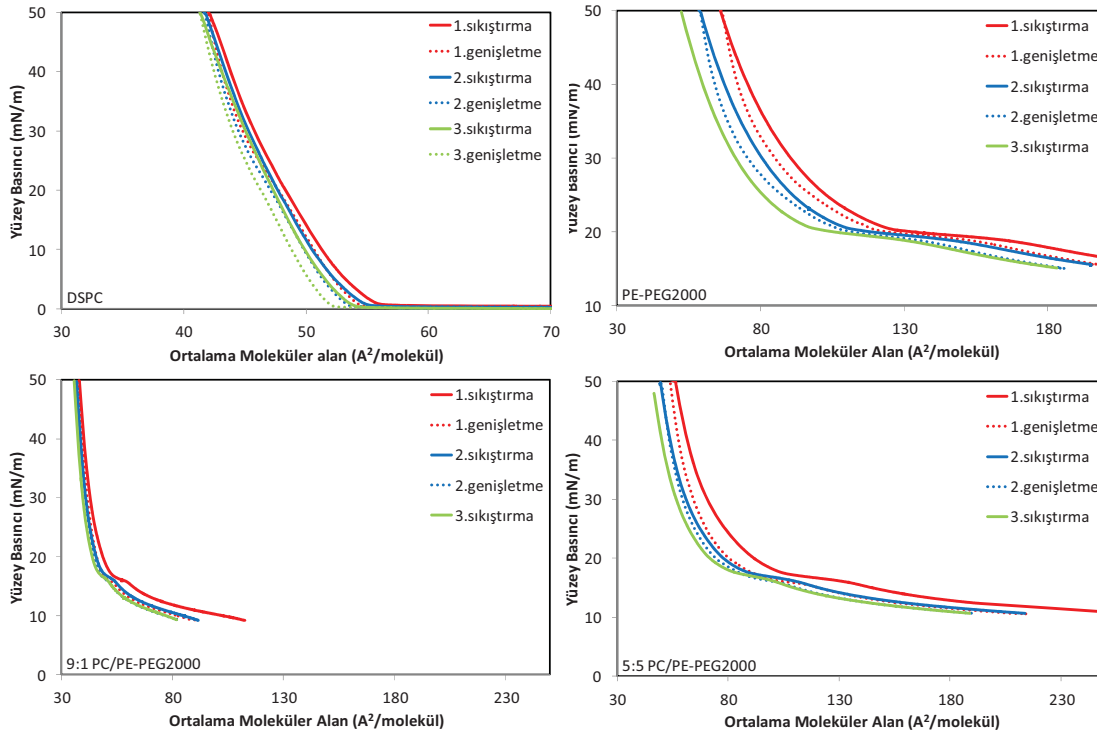 Yüzey Basıncı (mN/m)
50
40
30
20
10
0
30
40
50
60
70
DSPC
1.sıkıştırma
1.genişletme
2.sıkıştırma
2.genişletme
3.sıkıştırma
3.genişletme
Ortalama Moleküler alan (A²/molekül)
Yüzey Basıncı (mN/m)
50
40
30
20
10
30
80
130
180
PE-PEG2000
1.sıkıştırma
1.genişletme
2.sıkıştırma
2.genişletme
3.sıkıştırma
Ortalama Moleküler Alan (A²/molekül)
Yüzey Basıncı (mN/m)
50
40
30
20
10
0
30
80
130
180
230
9:1 PC/PE-PEG2000
1.sıkıştırma
1.genişletme
2.sıkıştırma
2.genişletme
3.sıkıştırma
Ortalama Moleküler Alan (A²/molekül)
Yüzey Basıncı (mN/m)
50
40
30
20
10
0
30
80
130
180
230
5:5 PC/PE-PEG2000
1.sıkıştırma
1.genişletme
2.sıkıştırma
2.genişletme
3.sıkıştırma
Ortalama Moleküler Alan (A²/molekül)